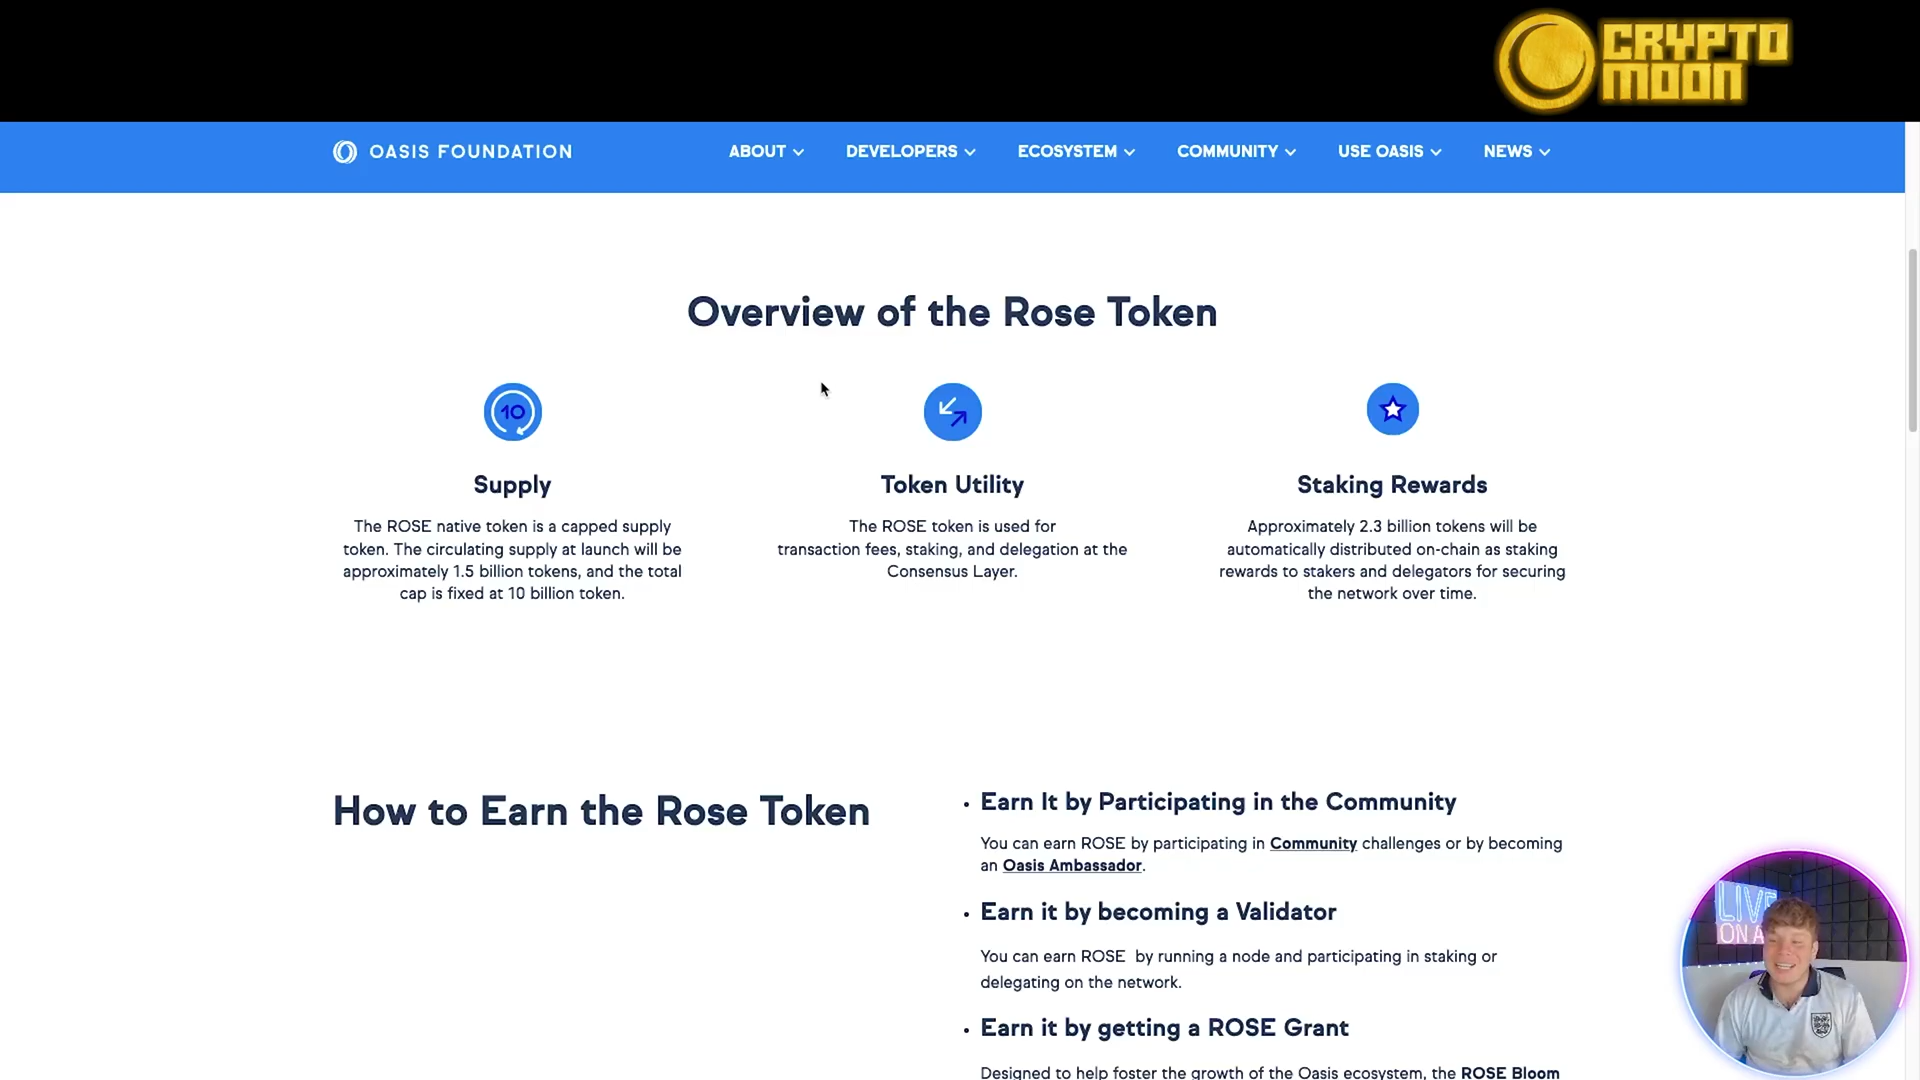 CRYPTO
MOON
OASIS FOUNDATION
ABOUT
DEVELOPERS
ECOSYSTEM
COMMUNITY
USE OASIS
NEWS
Overview of the Rose Token
10
Supply
The ROSE native token is a capped supply
token. The circulating supply at launch will be
approximately 1.5 billion tokens, and the total
cap is fixed at 10 billion token.
Token Utility
The ROSE token is used for
transaction fees, staking, and delegation at the
Consensus Layer.
Staking Rewards
Approximately 2.3 billion tokens will be
automatically distributed on-chain as staking
rewards to stakers and delegators for securing
the network over time.
How to Earn the Rose Token
• Earn It by Participating in the Community
You can earn ROSE by participating in Community challenges or by becoming
an Oasis Ambassador.
• Earn it by becoming a Validator
You can earn ROSE by running a node and participating in staking or
delegating on the network.
• Earn it by getting a ROSE Grant
Designed to help foster the growth of the Oasis ecosystem, the ROSE Bloom
LIVE
ON A